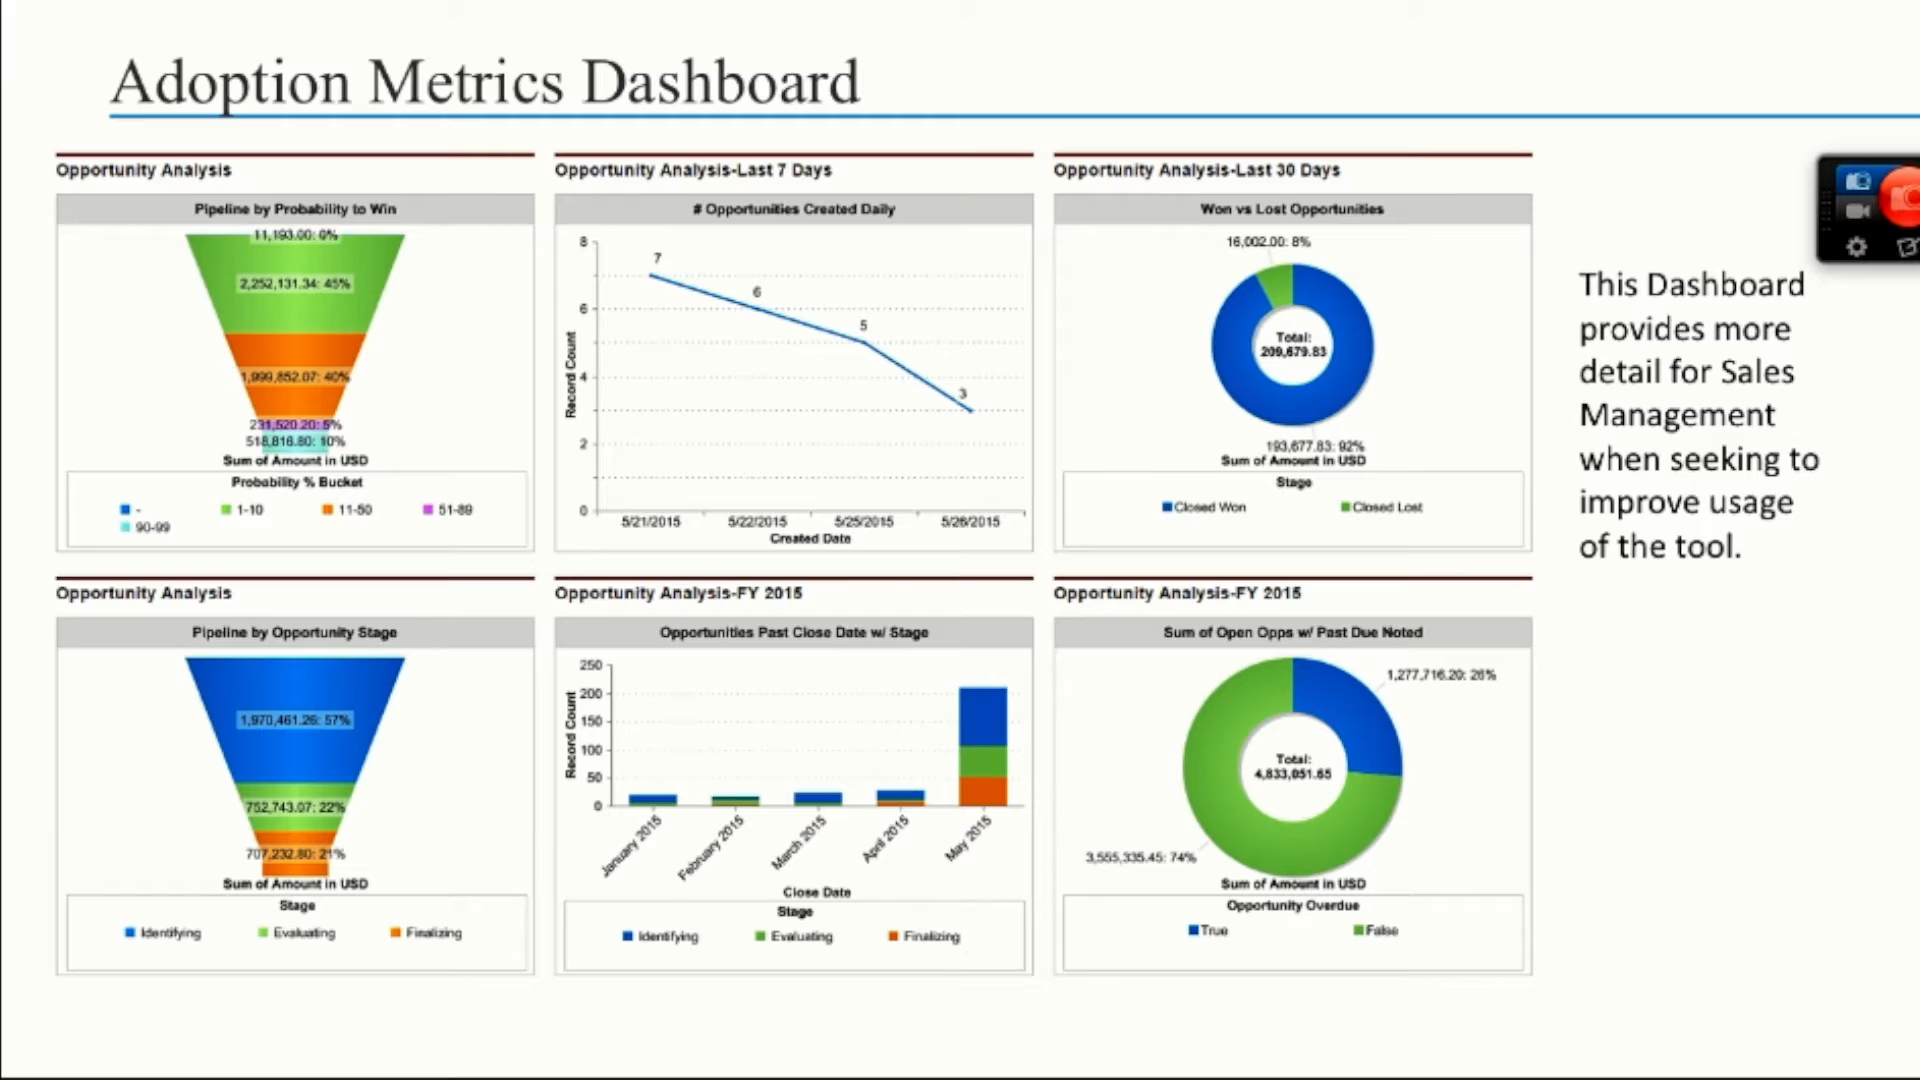 Adoption Metrics Dashboard
Opportunity Analysis
Pipeline by Probability to Win
11,193.00: 0%
2,252,131.34: 45%
1,999,852.07: 40%
231,520.20: 5%
518,816.80: 10%
Sum of Amount in USD
Probability % Bucket
-
1-10
11-50
51-89
90-99
Opportunity Analysis-Last 7 Days
# Opportunities Created Daily
Record Count
8
6
4
2
0
7
6
5
3
5/21/2015
5/22/2015
5/25/2015
5/26/2015
Created Date
Opportunity Analysis-Last 30 Days
Won vs Lost Opportunities
16,002.00: 8%
Total:
209,679.83
193,677.83: 92%
Sum of Amount in USD
Stage
Closed Won
Closed Lost
This Dashboard
provides more
detail for Sales
Management
when seeking to
improve usage
of the tool.
Opportunity Analysis
Pipeline by Opportunity Stage
1,970,461.26: 57%
752,743.07: 22%
707,232.80: 21%
Sum of Amount in USD
Stage
Identifying
Evaluating
Finalizing
Opportunity Analysis-FY 2015
Opportunities Past Close Date w/ Stage
Record Count
250
200
150
100
50
0
January 2015
February 2015
March 2015
April 2015
May 2015
Close Date
Stage
Identifying
Evaluating
Finalizing
Opportunity Analysis-FY 2015
Sum of Open Opps w/ Past Due Noted
1,277,716.20: 26%
Total:
4,833,051.65
3,555,335.45: 74%
Sum of Amount in USD
Opportunity Overdue
True
False